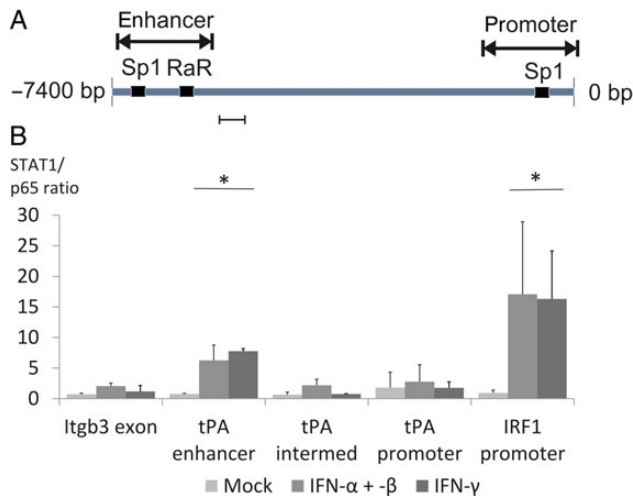 A
Enhancer
Promoter
Sp1 RaR
Sp1
−7400 bp
0 bp
B
STAT1/
p65 ratio
*
*
30
25
20
15
10
5
0
Itgb3 exon
tPA
enhancer
tPA
intermed
tPA
promoter
IRF1
promoter
Mock
IFN-α + -β
IFN-γ